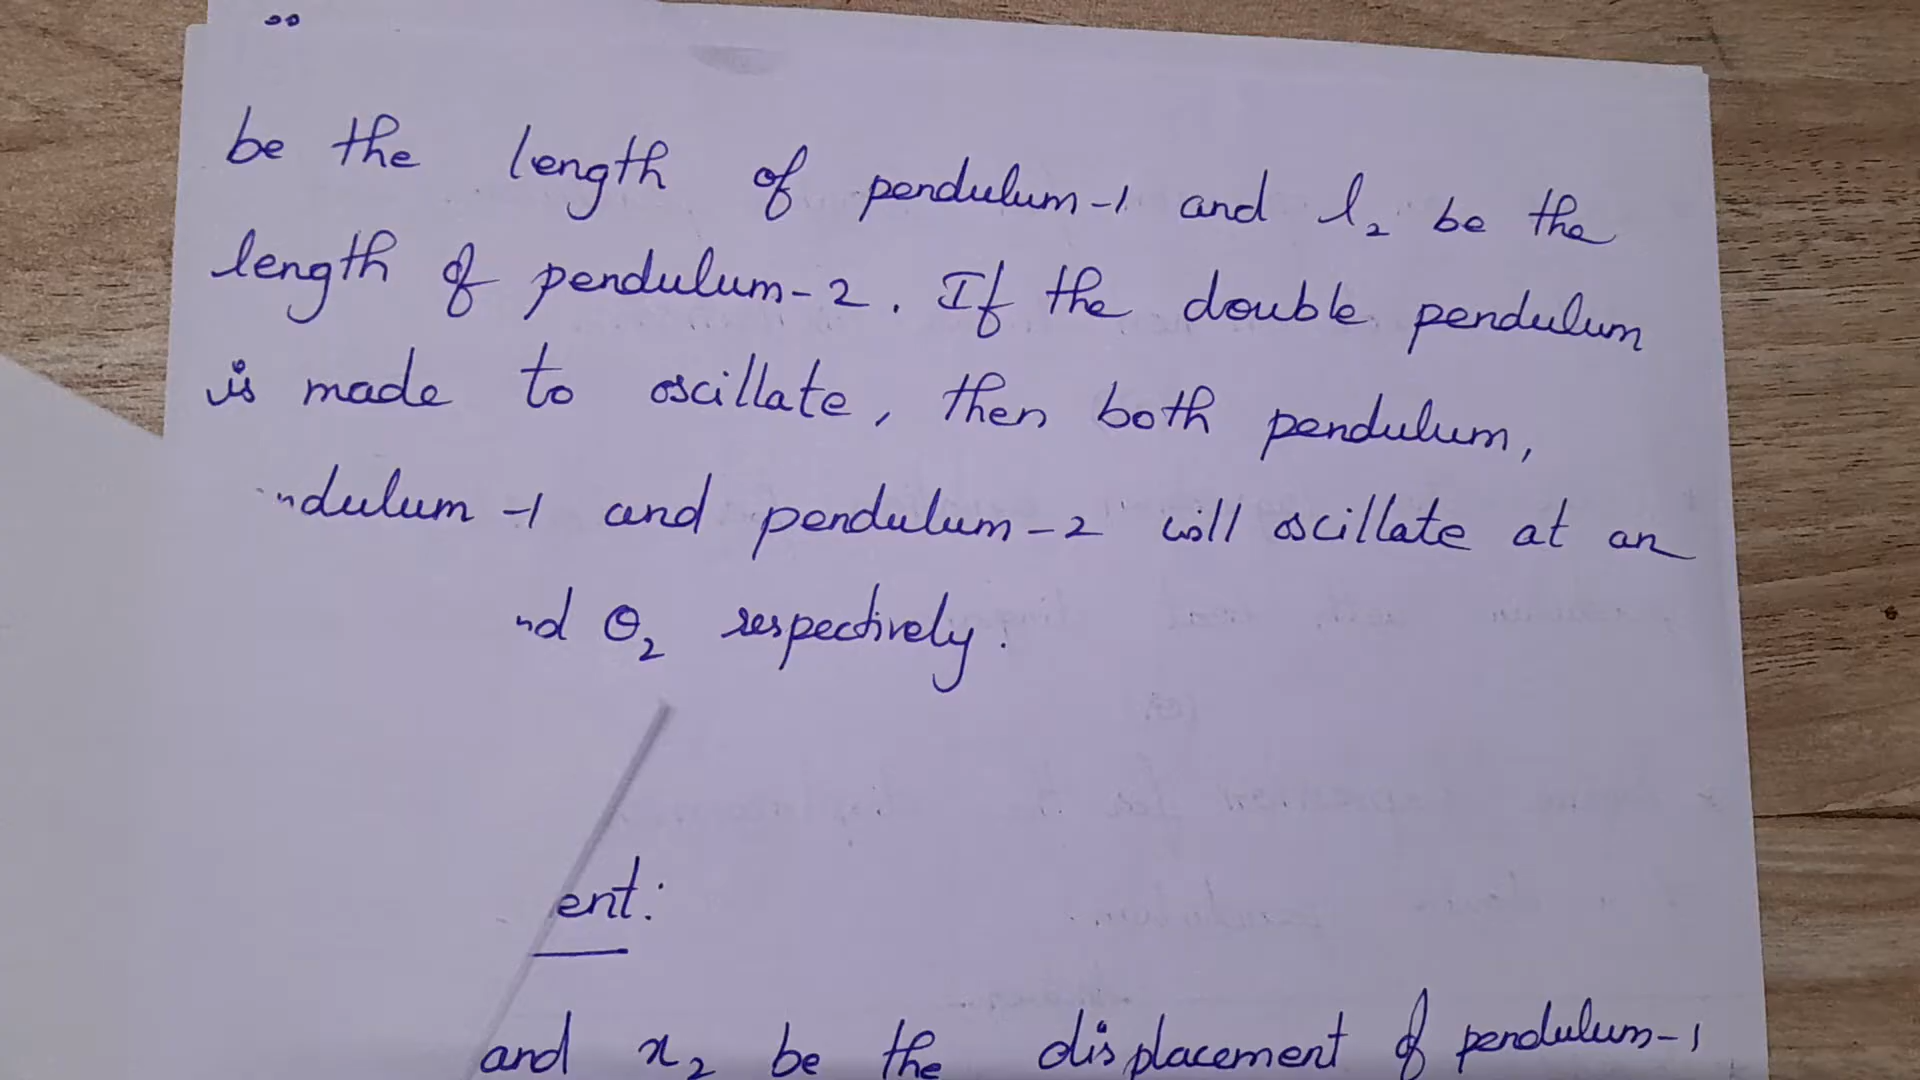 be the length of pendulum-1 and l₂ be the
length of pendulum-2. If the double pendulum
is made to oscillate, then both pendulum,
ndulum -1 and pendulum-2 will oscillate at an
nd θ₂ respectively.
ent:
and x₂ be the displacement of pendulum-1